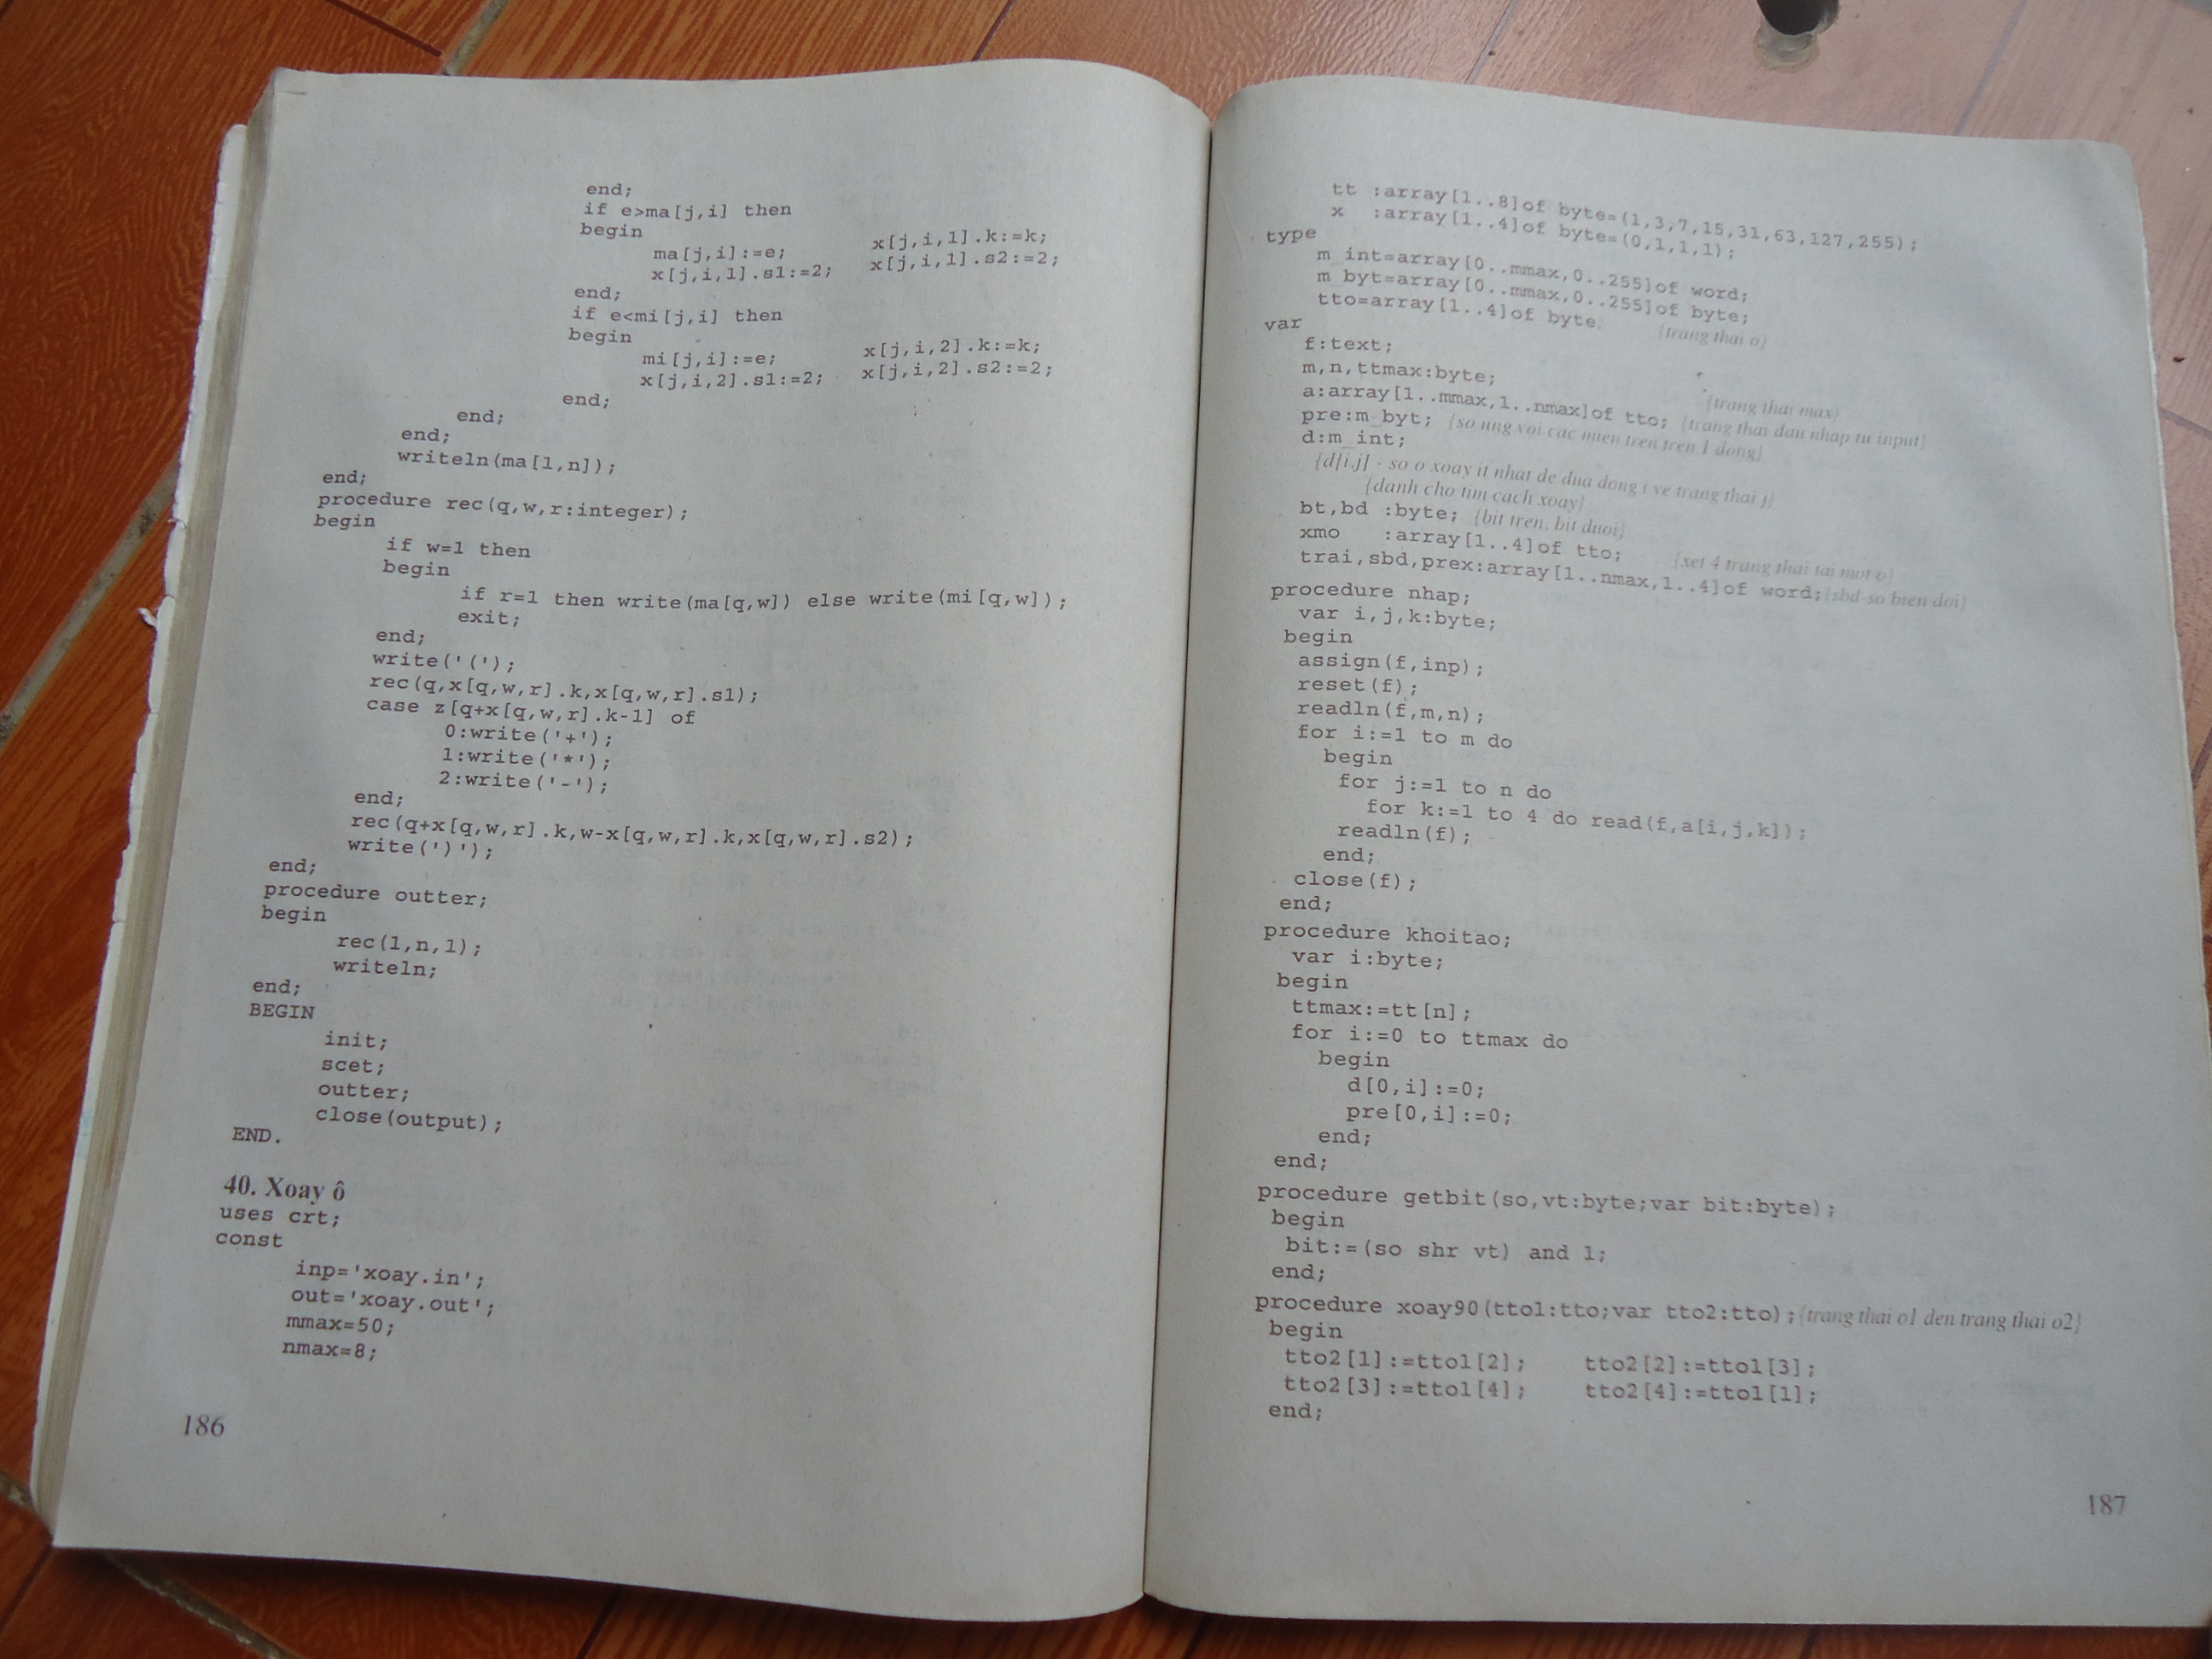 end;
if e>ma[j,i] then
begin
ma[j,i]:=e; x[j,i,1].k:=k;
x[j,i,1].s1:=2; x[j,i,1].s2:=2;
end;
if e<mi[j,i] then
begin
mi[j,i]:=e; x[j,i,2].k:=k;
x[j,i,2].s1:=2; x[j,i,2].s2:=2;
end;
end;
end;
writeln(ma[1,n]);
end;
procedure rec(q,w,r:integer);
begin
if w=1 then
begin
if r=1 then write(ma[q,w]) else write(mi[q,w]);
exit;
end;
write('(');
rec(q,x[q,w,r].k,x[q,w,r].s1);
case z[q+x[q,w,r].k-1] of
0:write('+');
1:write('*');
2:write('-');
end;
rec(q+x[q,w,r].k,w-x[q,w,r].k,x[q,w,r].s2);
write(')');
end;
procedure outter;
begin
rec(1,n,1);
writeln;
end;
BEGIN
init;
scet;
outter;
close(output);
END.
40. Xoay ô
uses crt;
const
inp='xoay.in';
out='xoay.out';
mmax=50;
nmax=8;
186
tt :array[1..8]of byte=(1,3,7,15,31,63,127,255);
x :array[1..4]of byte=(0,1,1,1);
type
m_int=array[0..mmax,0..255]of word;
m_byt=array[0..mmax,0..255]of byte;
tto=array[1..4]of byte; {trang thai o}
var
f:text;
m,n,ttmax:byte; {trang thai max}
a:array[1..mmax,1..nmax]of tto; {trang thai dau nhap tu input}
pre:m_byt; {so ung voi cac mien tren tren 1 dong}
d:m_int;
{d[i,j] - so o xoay it nhat de dua dong i ve trang thai j}
{danh cho tim cach xoay}
bt,bd :byte; {bit tren, bit duoi}
xmo :array[1..4]of tto; {xet 4 trang thai tai mot o}
trai,sbd,prex:array[1..nmax,1..4]of word;{sbd-so bien doi}
procedure nhap;
var i,j,k:byte;
begin
assign(f,inp);
reset(f);
readln(f,m,n);
for i:=1 to m do
begin
for j:=1 to n do
for k:=1 to 4 do read(f,a[i,j,k]);
readln(f);
end;
close(f);
end;
procedure khoitao;
var i:byte;
begin
ttmax:=tt[n];
for i:=0 to ttmax do
begin
d[0,i]:=0;
pre[0,i]:=0;
end;
end;
procedure getbit(so,vt:byte;var bit:byte);
begin
bit:=(so shr vt) and 1;
end;
procedure xoay90(tto1:tto;var tto2:tto);{trang thai o1 den trang thai o2}
begin
tto2[1]:=tto1[2]; tto2[2]:=tto1[3];
tto2[3]:=tto1[4]; tto2[4]:=tto1[1];
end;
187